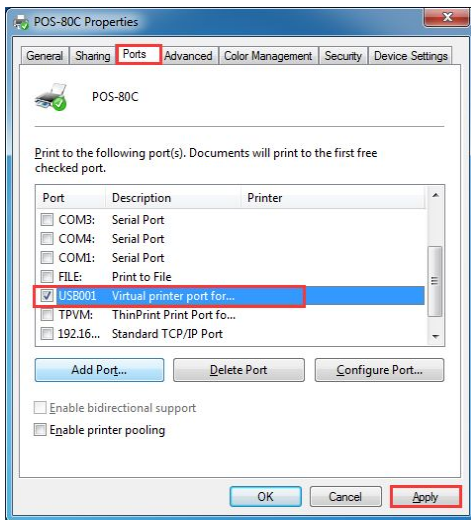 POS-80C Properties
General Sharing Ports Advanced Color Management Security Device Settings
POS-80C
Print to the following port(s). Documents will print to the first free
checked port.
Port Description Printer
COM3: Serial Port
COM4: Serial Port
COM1: Serial Port
FILE: Print to File
USB001 Virtual printer port for...
TPVM: ThinPrint Print Port fo...
192.16... Standard TCP/IP Port
Add Port... Delete Port Configure Port...
Enable bidirectional support
Enable printer pooling
OK Cancel Apply